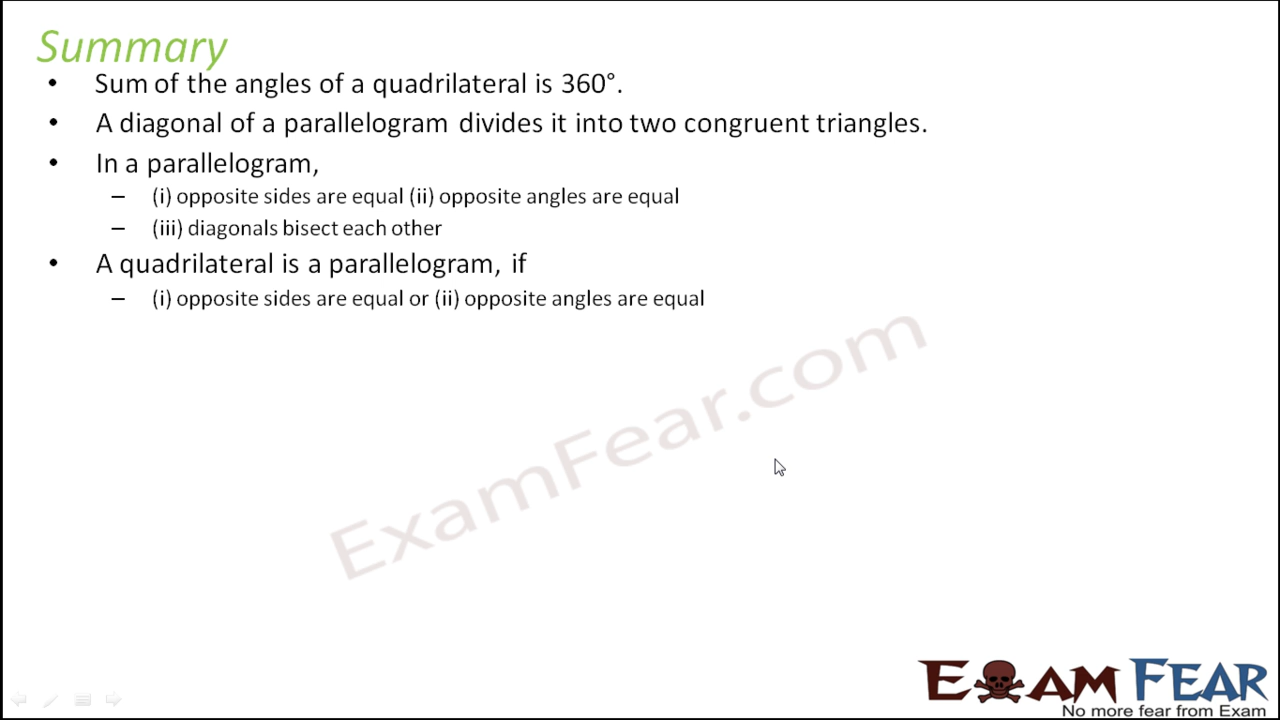 Summary
• Sum of the angles of a quadrilateral is 360°.
• A diagonal of a parallelogram divides it into two congruent triangles.
• In a parallelogram,
– (i) opposite sides are equal (ii) opposite angles are equal
– (iii) diagonals bisect each other
• A quadrilateral is a parallelogram, if
– (i) opposite sides are equal or (ii) opposite angles are equal
ExamFear.com
EXAM FEAR
No more fear from Exam